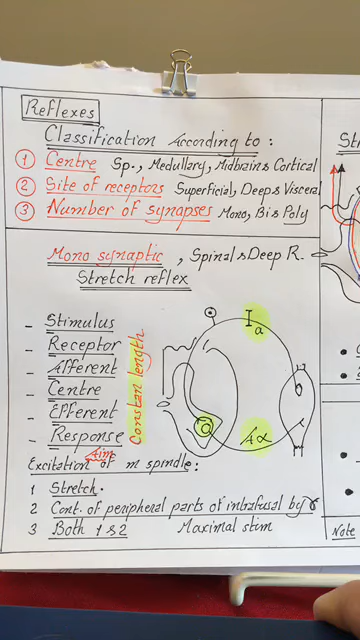 Reflexes
Classification According to :
① Centre Sp., Medullary, Midbrain & Cortical
② Site of receptors Superficial, Deep & Visceral
③ Number of synapses Mono, Bi & Poly
Mono synaptic , Spinal & Deep R.
Stretch reflex
- Stimulus
- Receptor
- Afferent
- Centre
- Efferent
- Response
Aim
Constan length
Ia
Aα
Excitation of m spindle :
1 Stretch.
2 Cont. of peripheral parts of intrafusal by γ
3 Both 1 & 2 Maximal stim
St
Note